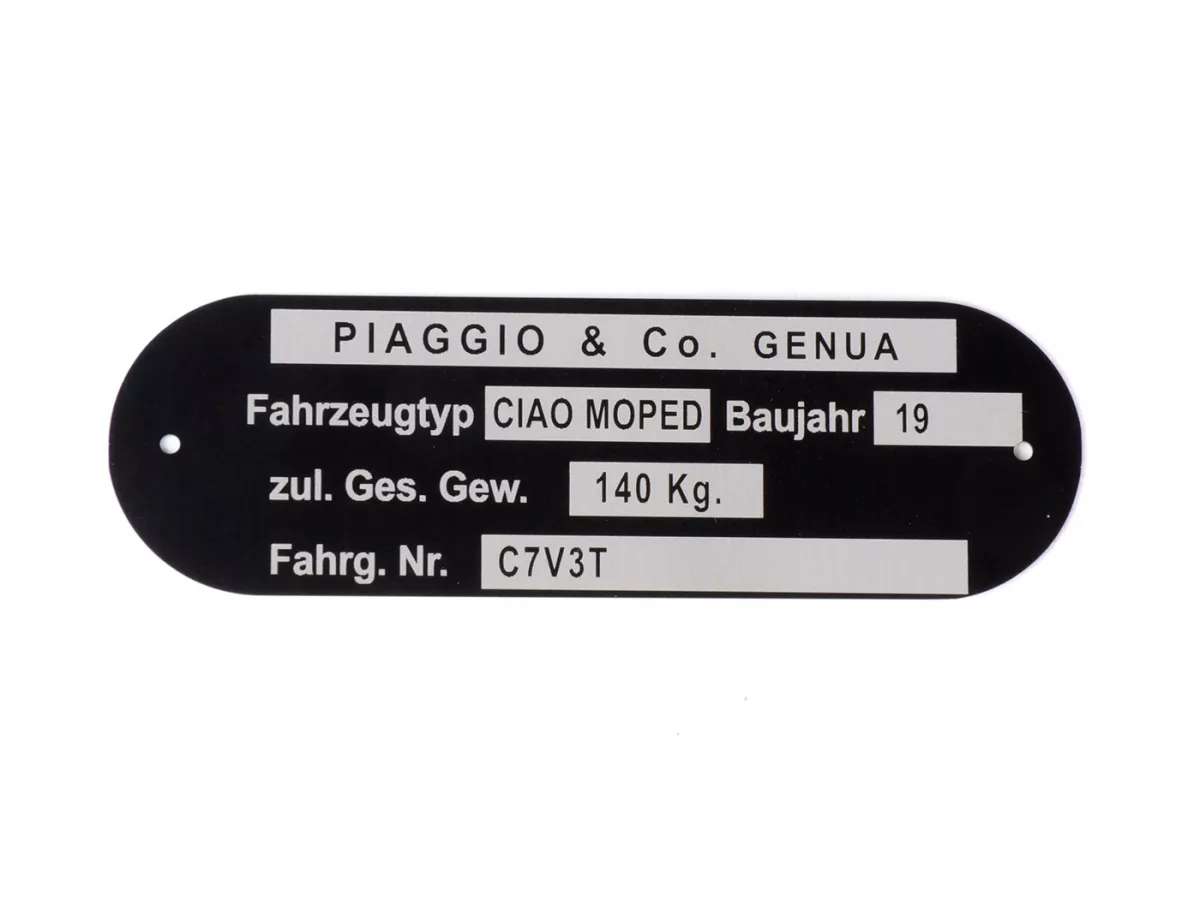 PIAGGIO & Co. GENUA
Fahrzeugtyp CIAO MOPED Baujahr 19
zul. Ges. Gew. 140 Kg.
Fahrg. Nr. C7V3T